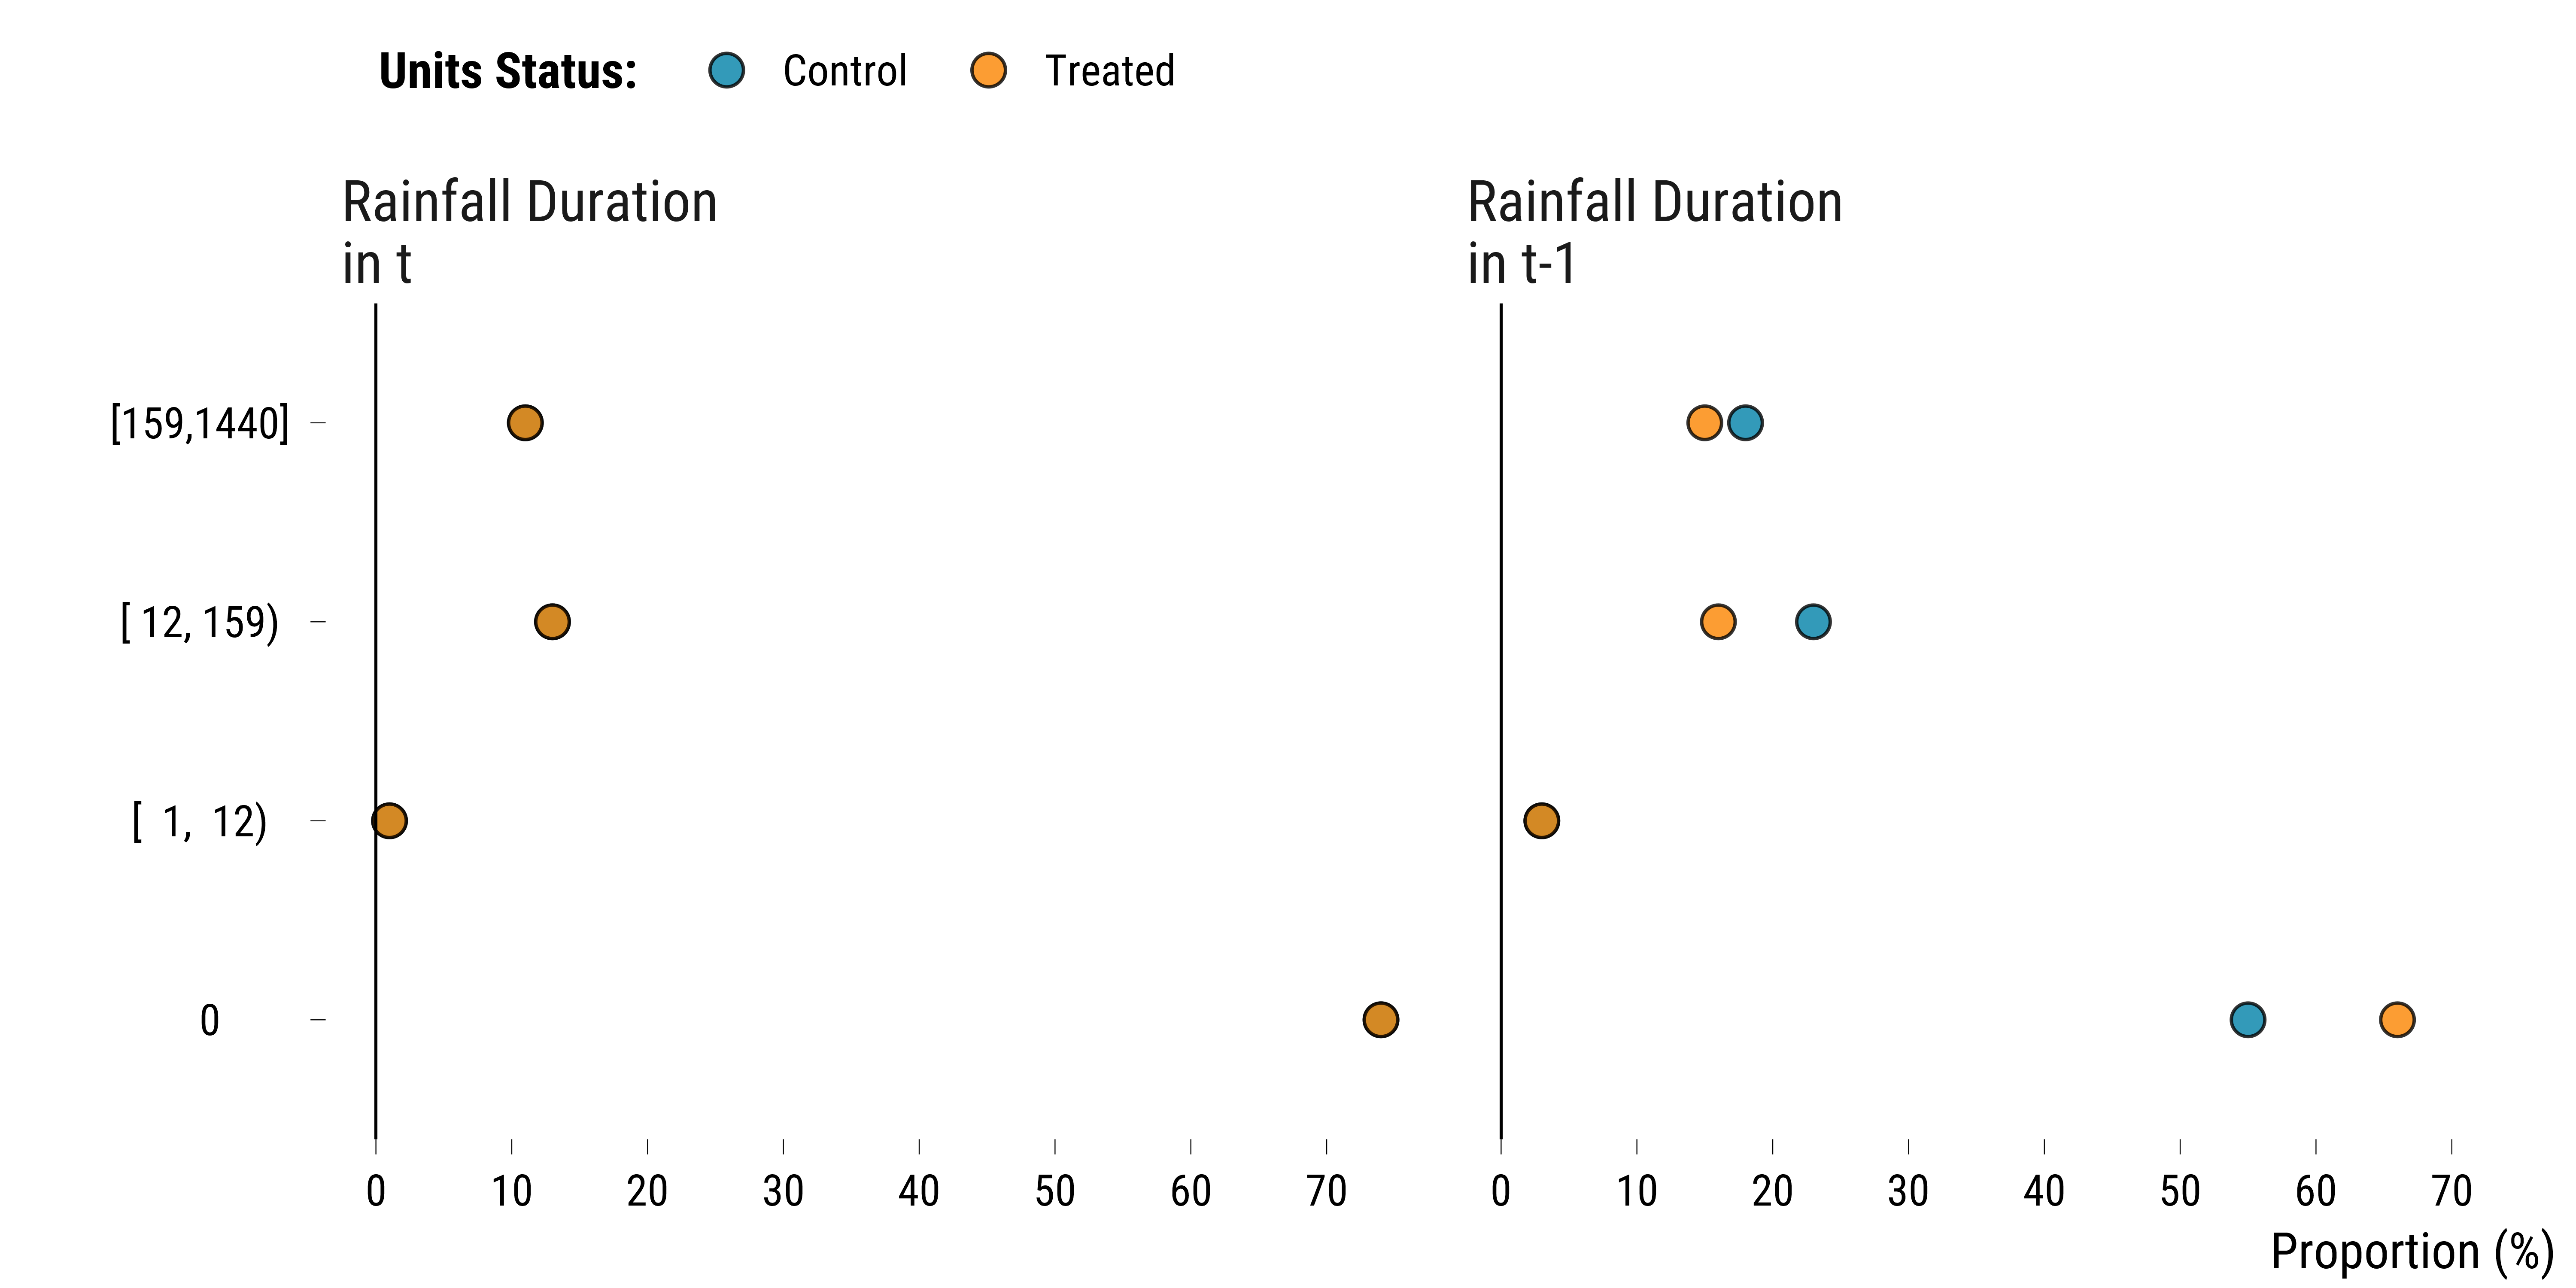 Units Status: Control Treated
Rainfall Duration
in t
Rainfall Duration
in t-1
[159,1440]
[ 12, 159)
[  1,  12)
0
0 10 20 30 40 50 60 70
0 10 20 30 40 50 60 70
Proportion (%)